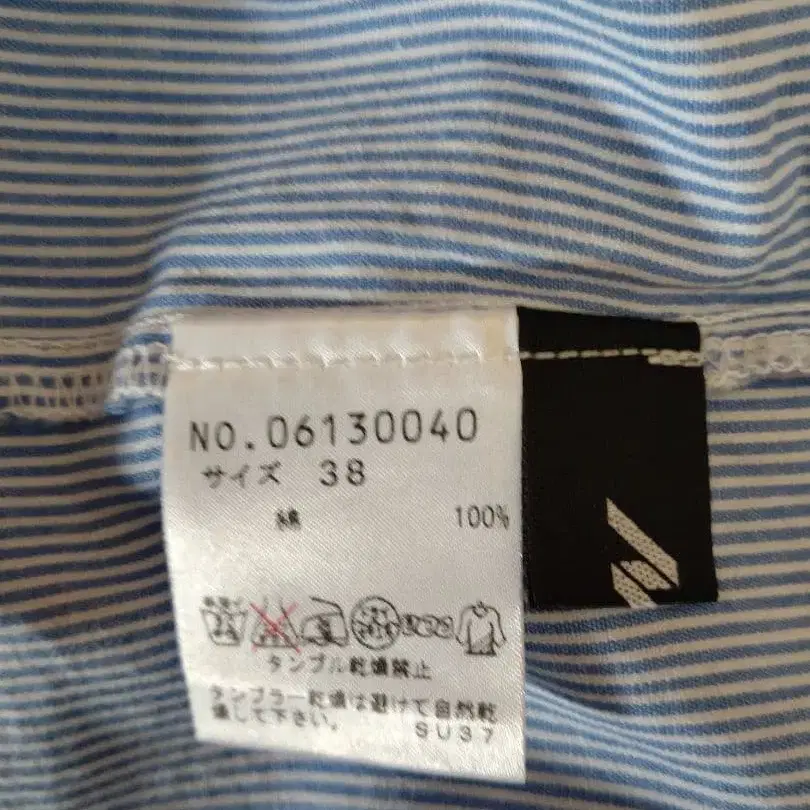 NO.06130040
サイズ 38
綿 100%
タンブル乾燥禁止
タンブラー乾燥は避けて自然乾
燥して下さい。 SU37